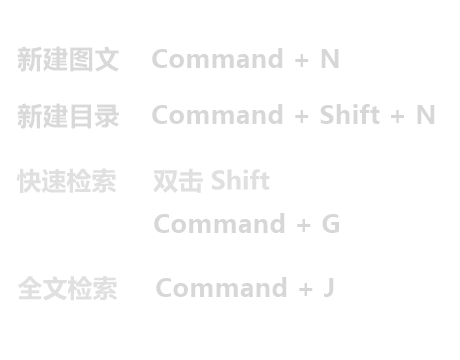 新建图文 Command + N
新建目录 Command + Shift + N
快速检索 双击 Shift
Command + G
全文检索 Command + J